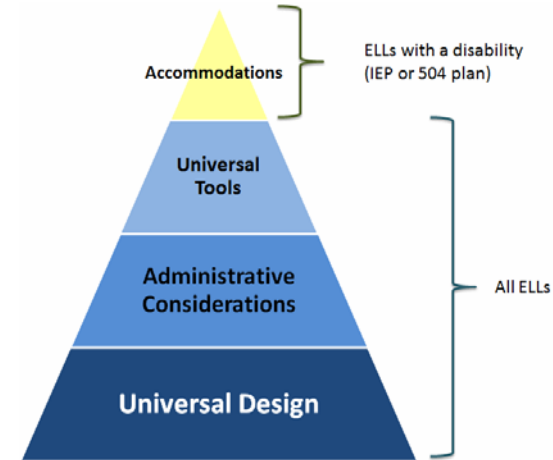 ELLs with a disability
(IEP or 504 plan)
Accommodations
Universal
Tools
Administrative
Considerations
All ELLs
Universal Design